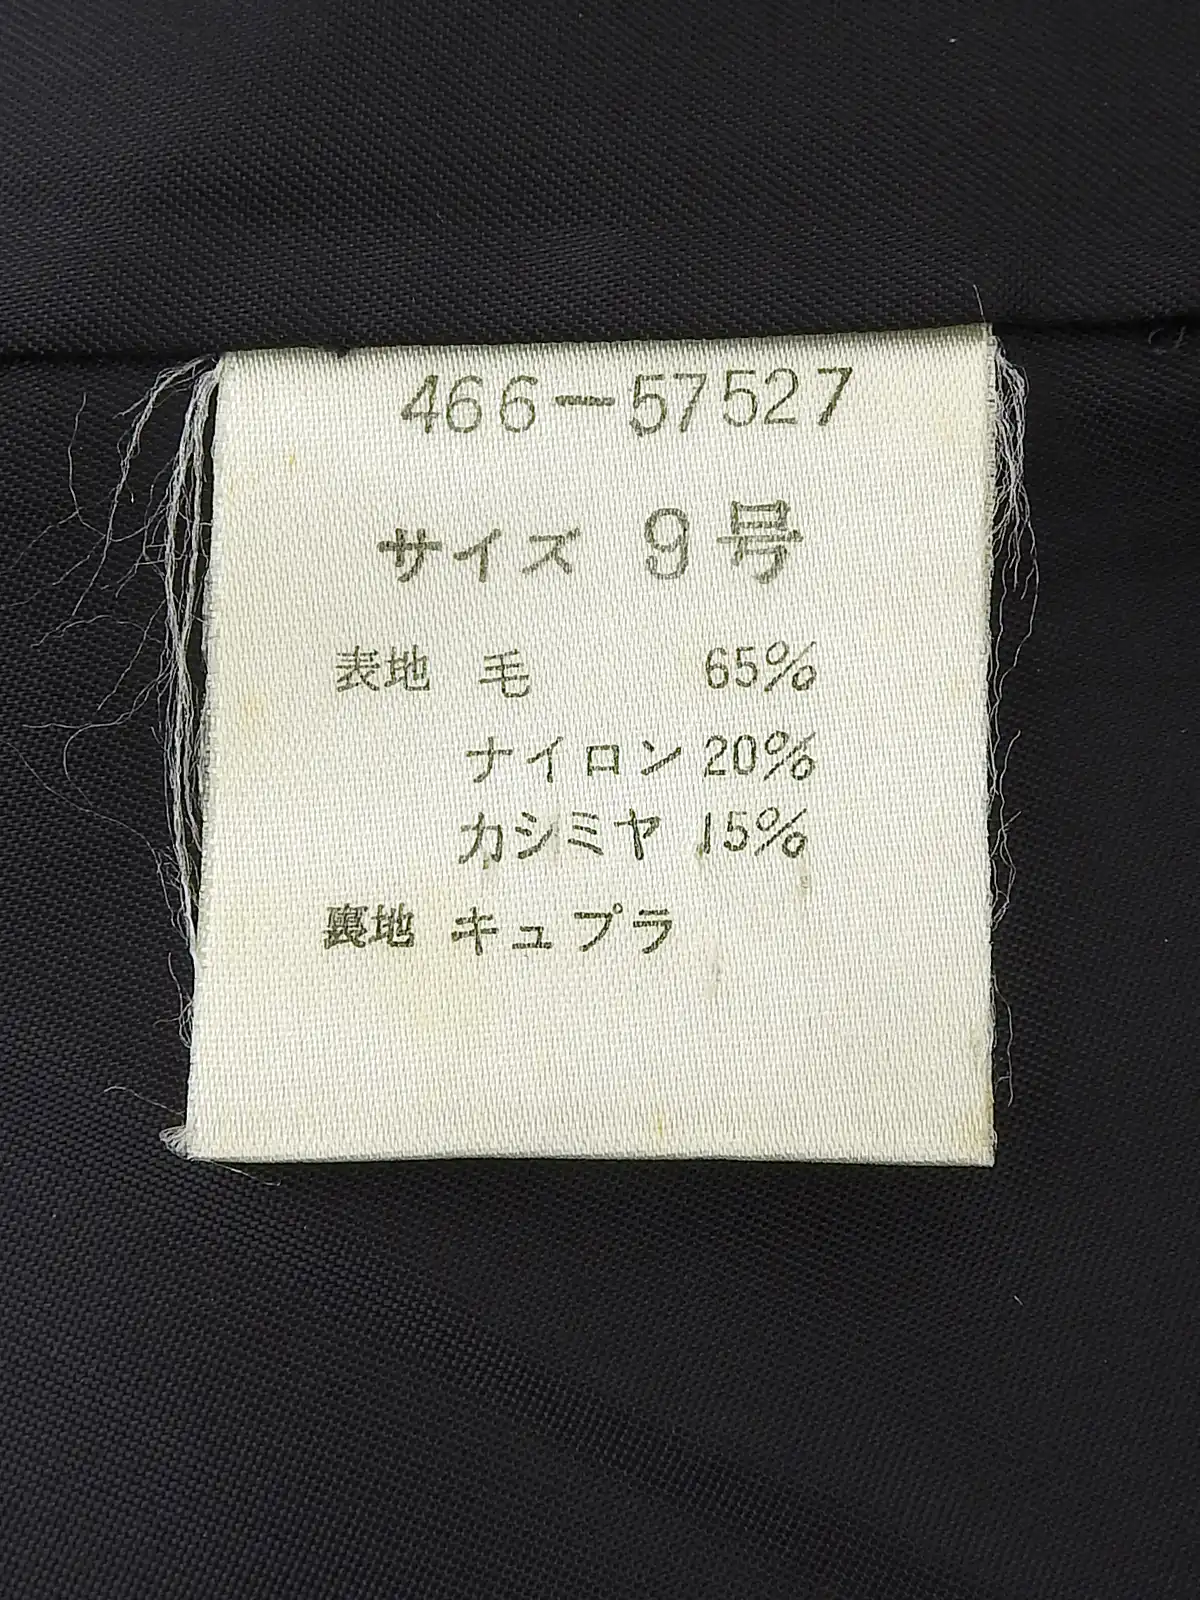 466-57527
サイズ 9号
表地 毛 65%
ナイロン 20%
カシミヤ 15%
裏地 キュプラ